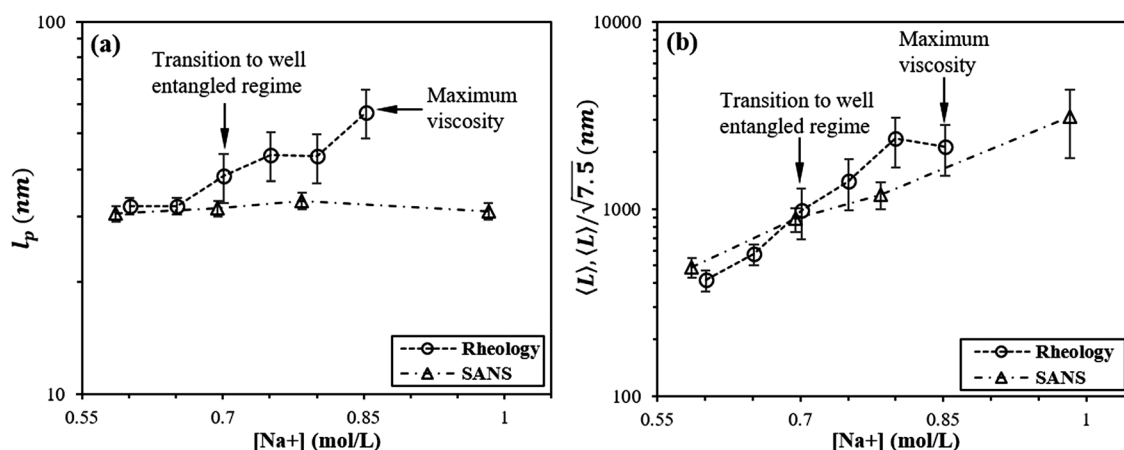 (a)
100
10
l_p (nm)
Transition to well
entangled regime
Maximum
viscosity
Rheology
SANS
0.55
0.7
0.85
1
[Na+] (mol/L)
(b)
10000
1000
100
⟨L⟩, ⟨L⟩/√7.5 (nm)
Maximum
viscosity
Transition to well
entangled regime
Rheology
SANS
0.55
0.7
0.85
1
[Na+] (mol/L)